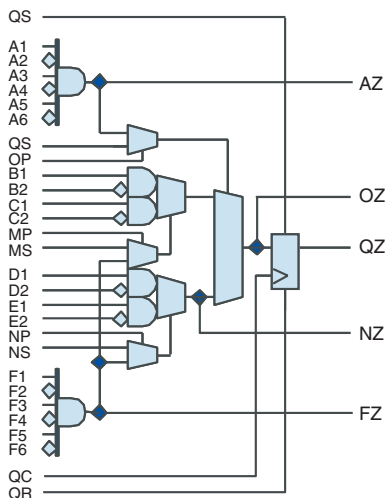 QS
A1
A2
A3
A4
A5
A6
AZ
QS
OP
B1
B2
C1
C2
MP
MS
OZ
QZ
D1
D2
E1
E2
NP
NS
NZ
F1
F2
F3
F4
F5
F6
FZ
QC
QR